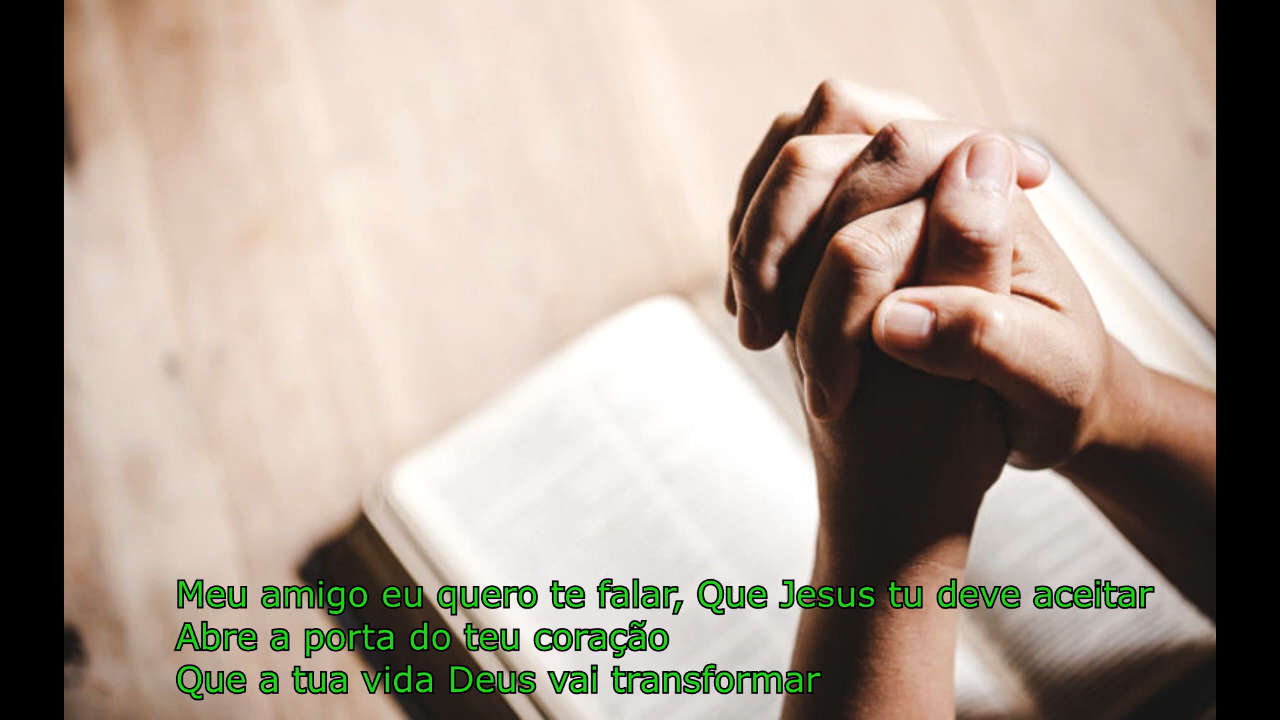 Meu amigo eu quero te falar, Que Jesus tu deve aceitar
Abre a porta do teu coração
Que a tua vida Deus vai transformar